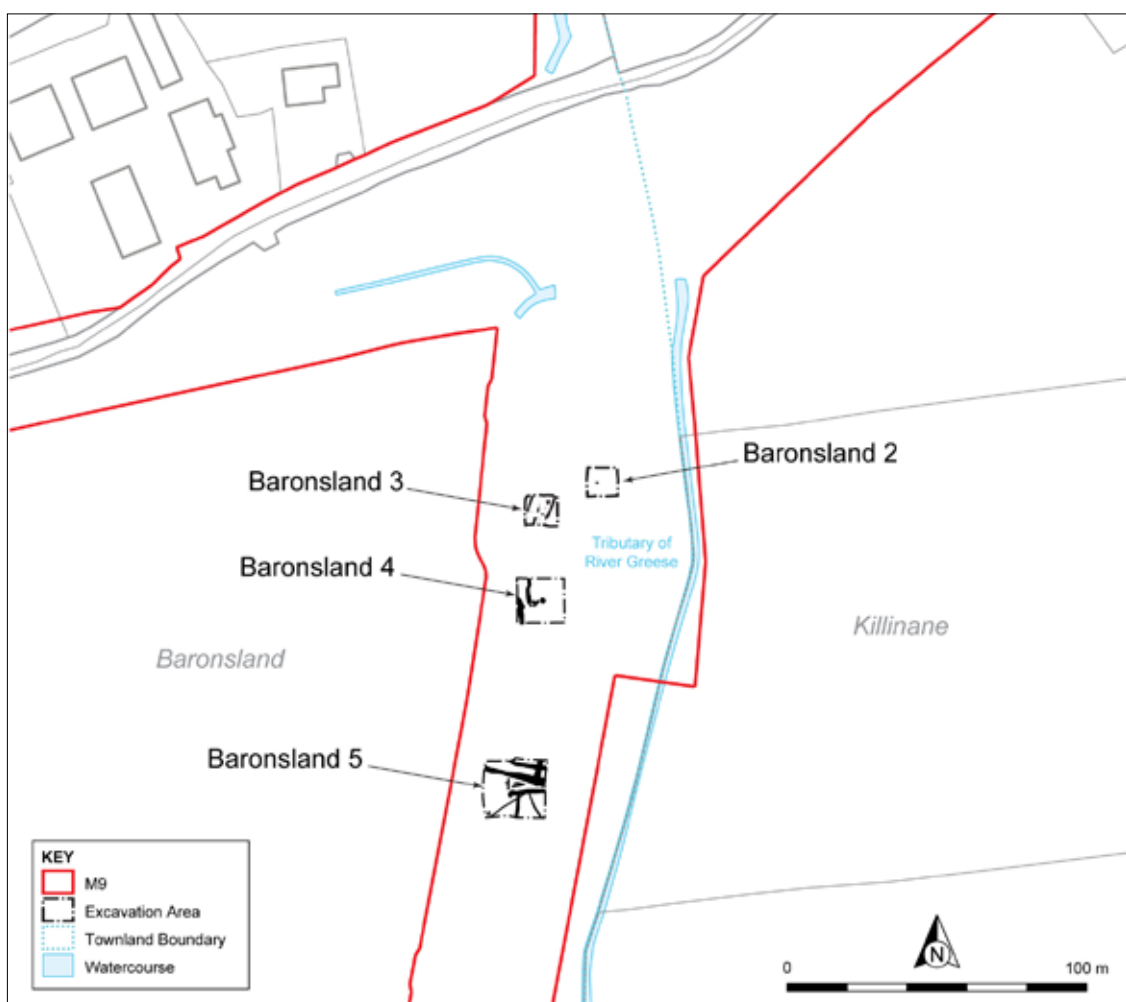 Baronsland 2
Baronsland 3
Tributary of
River Greese
Baronsland 4
Killinane
Baronsland
Baronsland 5
KEY
M9
Excavation Area
Townland Boundary
Watercourse
N
0
100 m